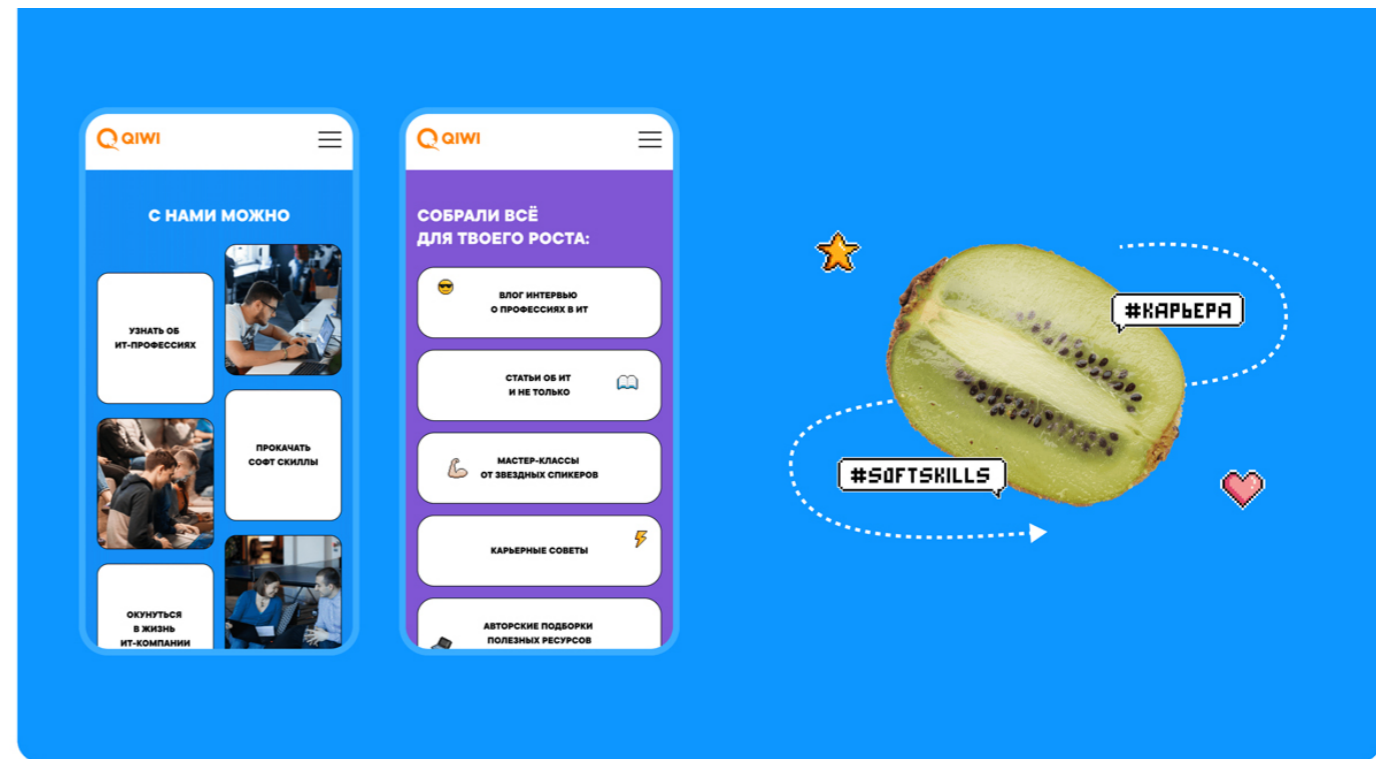 QIWI
С НАМИ МОЖНО
УЗНАТЬ ОБ
ИТ-ПРОФЕССИЯХ
ПРОКАЧАТЬ
СОФТ СКИЛЛЫ
ОКУНУТЬСЯ
В ЖИЗНЬ
ИТ-КОМПАНИИ
QIWI
СОБРАЛИ ВСЁ
ДЛЯ ТВОЕГО РОСТА:
ВЛОГ ИНТЕРВЬЮ
О ПРОФЕССИЯХ В ИТ
СТАТЬИ ОБ ИТ
И НЕ ТОЛЬКО
МАСТЕР-КЛАССЫ
ОТ ЗВЕЗДНЫХ СПИКЕРОВ
КАРЬЕРНЫЕ СОВЕТЫ
АВТОРСКИЕ ПОДБОРКИ
ПОЛЕЗНЫХ РЕСУРСОВ
#КАРЬЕРА
#SOFTSKILLS